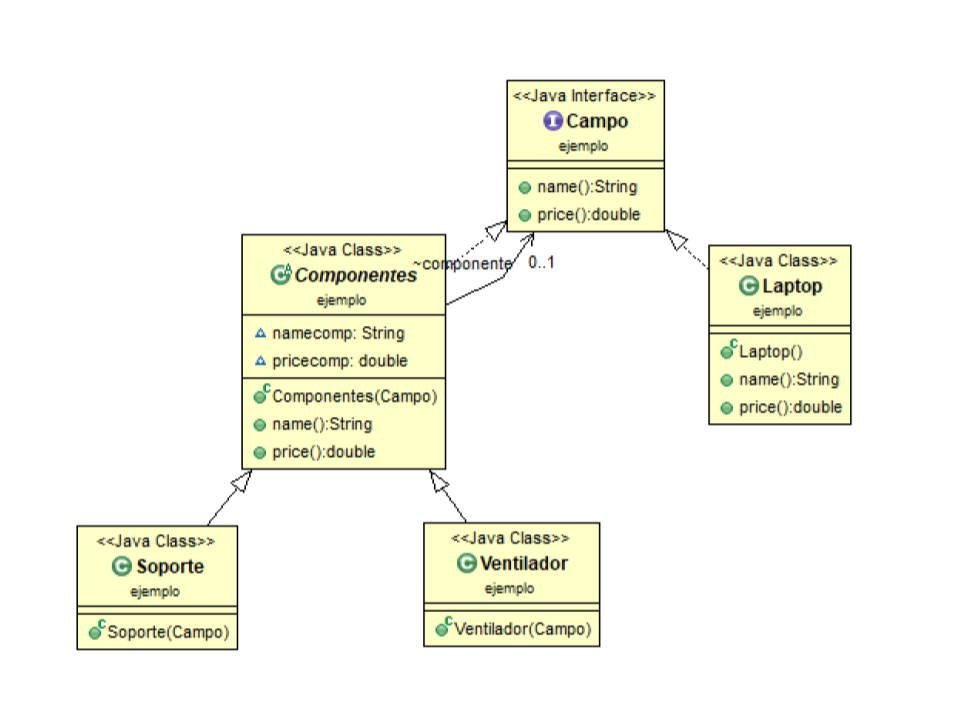 <<Java Interface>>
Campo
ejemplo
name():String
price():double
<<Java Class>>
Componentes
ejemplo
namecomp: String
pricecomp: double
Componentes(Campo)
name():String
price():double
~componente
0..1
<<Java Class>>
Laptop
ejemplo
Laptop()
name():String
price():double
<<Java Class>>
Soporte
ejemplo
Soporte(Campo)
<<Java Class>>
Ventilador
ejemplo
Ventilador(Campo)